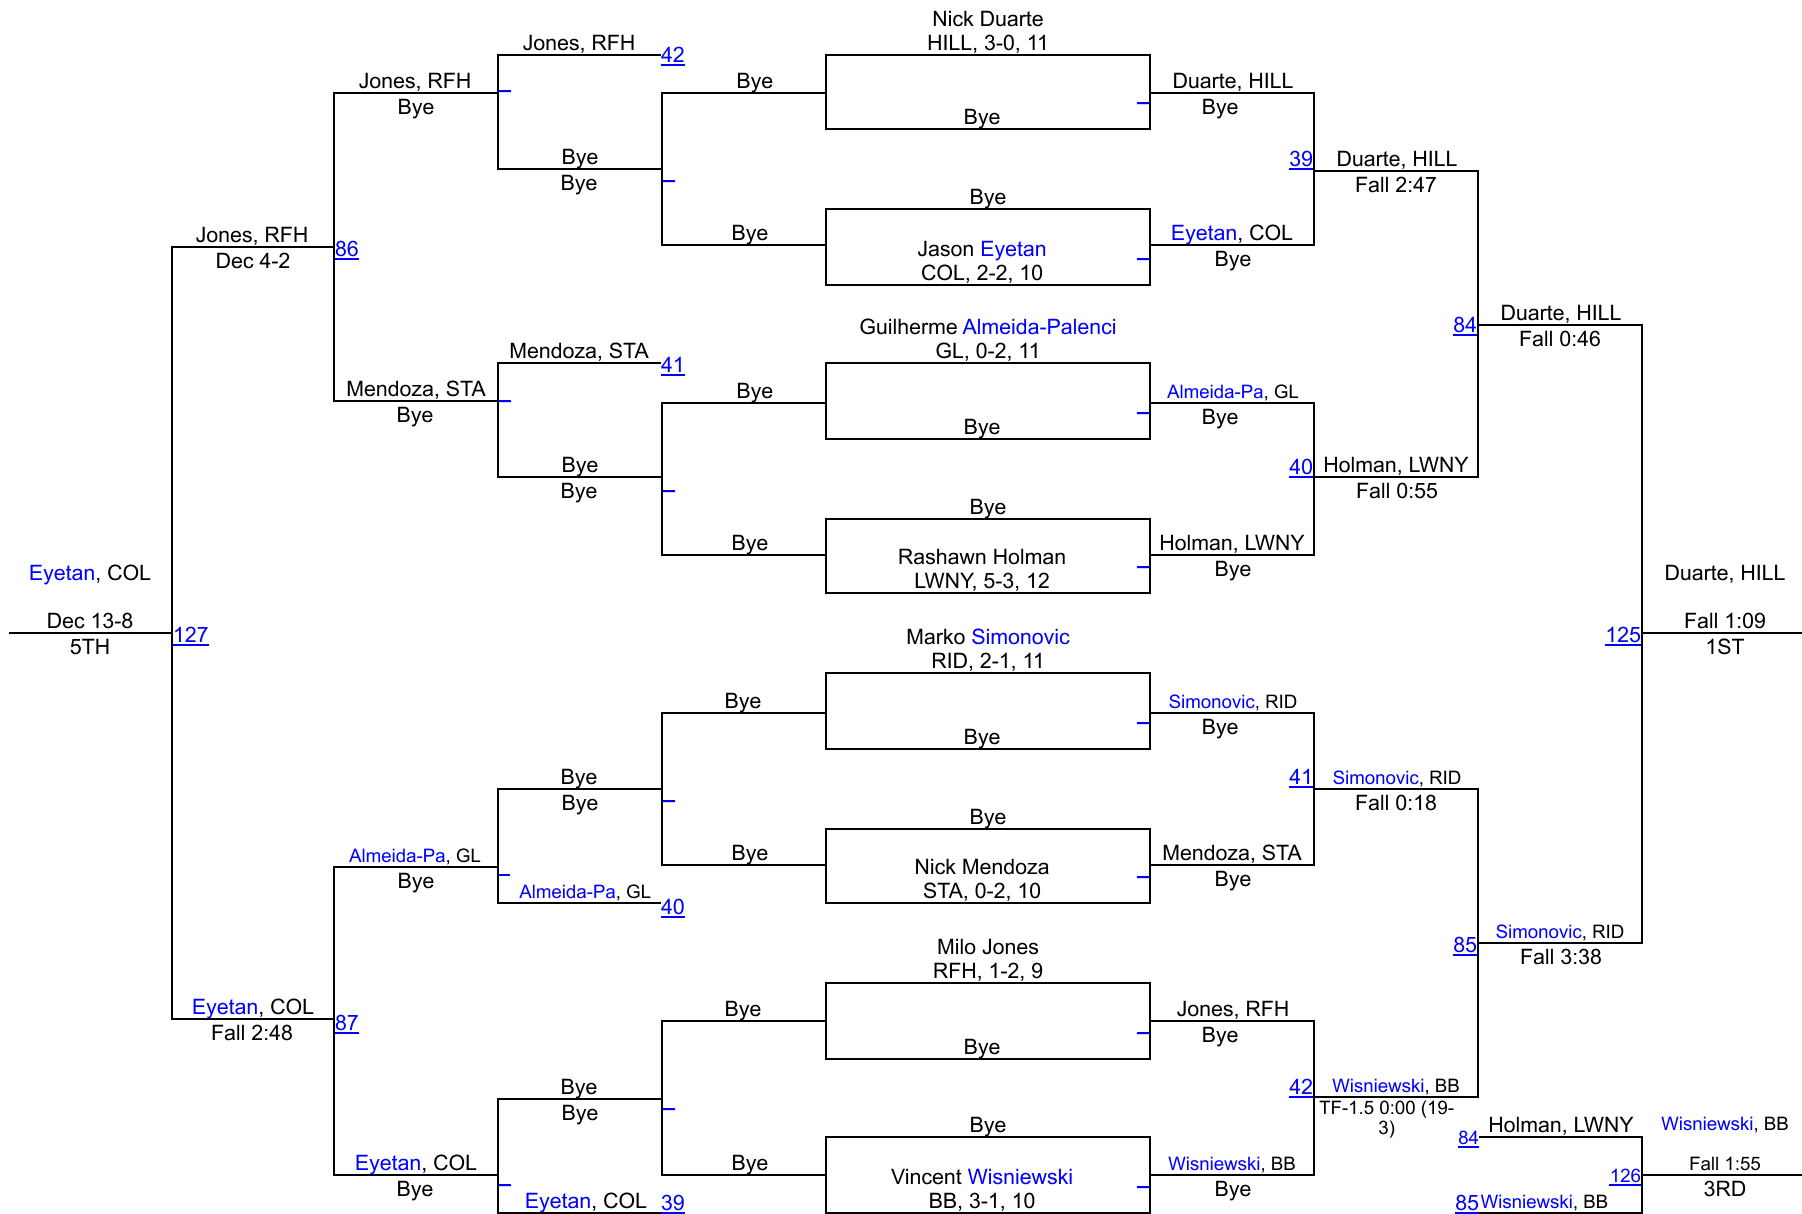 Nick Duarte
HILL, 3-0, 11
Jones, RFH
42
Jones, RFH
Bye
Bye
Duarte, HILL
Bye
Bye
Bye
Bye
Bye
39
Duarte, HILL
Fall 2:47
Bye
Jones, RFH
86
Dec 4-2
Bye
Jason Eyetan
COL, 2-2, 10
Eyetan, COL
Bye
Guilherme Almeida-Palenci
GL, 0-2, 11
84
Duarte, HILL
Fall 0:46
Mendoza, STA
41
Mendoza, STA
Bye
Bye
Almeida-Pa, GL
Bye
Bye
Bye
Bye
40
Holman, LWNY
Fall 0:55
Bye
Bye
Rashawn Holman
LWNY, 5-3, 12
Holman, LWNY
Bye
Eyetan, COL
Dec 13-8
5TH
127
Duarte, HILL
125
Fall 1:09
1ST
Marko Simonovic
RID, 2-1, 11
Bye
Simonovic, RID
Bye
Bye
Bye
Bye
41
Simonovic, RID
Fall 0:18
Bye
Almeida-Pa, GL
Bye
Almeida-Pa, GL
40
Bye
Nick Mendoza
STA, 0-2, 10
Mendoza, STA
Bye
Milo Jones
RFH, 1-2, 9
85
Simonovic, RID
Fall 3:38
Eyetan, COL
Fall 2:48
87
Bye
Jones, RFH
Bye
Bye
Bye
Bye
42
Wisniewski, BB
TF-1.5 0:00 (19-
3)
Bye
84
Holman, LWNY
Wisniewski, BB
Eyetan, COL
Bye
Eyetan, COL
39
Bye
Vincent Wisniewski
BB, 3-1, 10
Wisniewski, BB
Bye
126
Fall 1:55
3RD
85
Wisniewski, BB